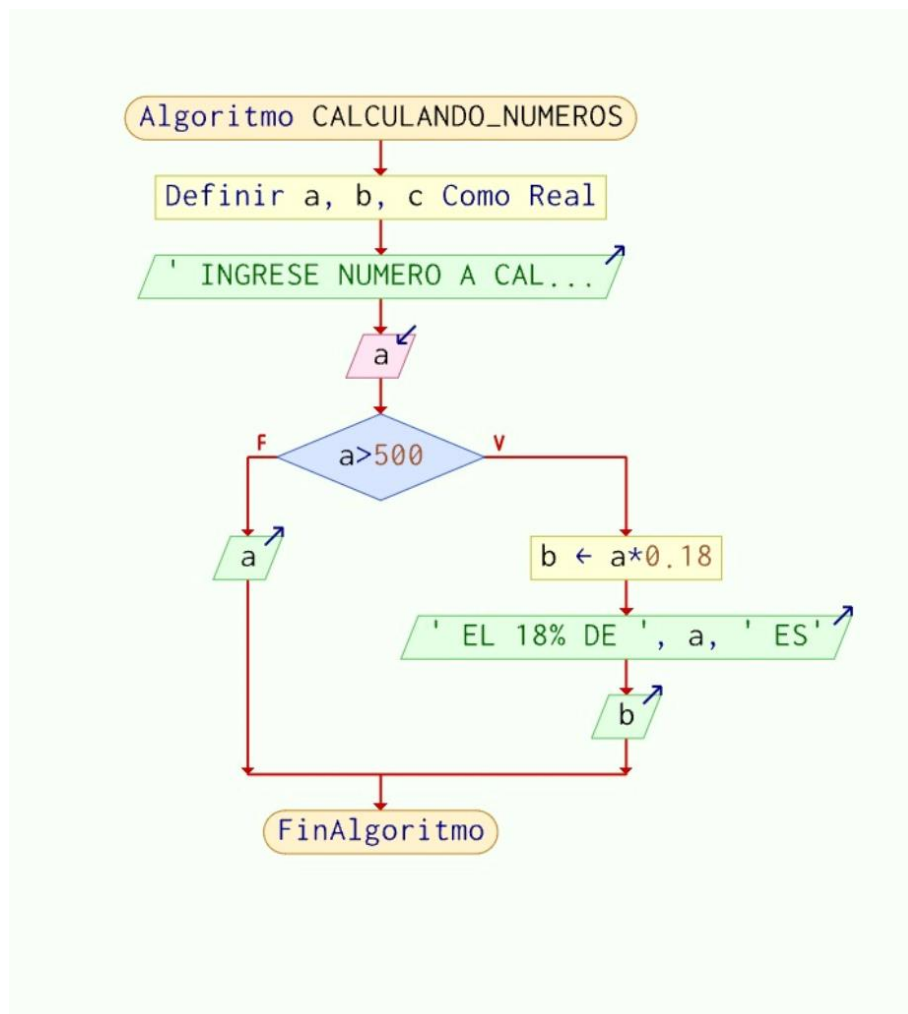 Algoritmo CALCULANDO_NUMEROS
Definir a, b, c Como Real
' INGRESE NUMERO A CAL...
a
a>500
F
V
a
b ← a*0.18
' EL 18% DE ', a, ' ES'
b
FinAlgoritmo